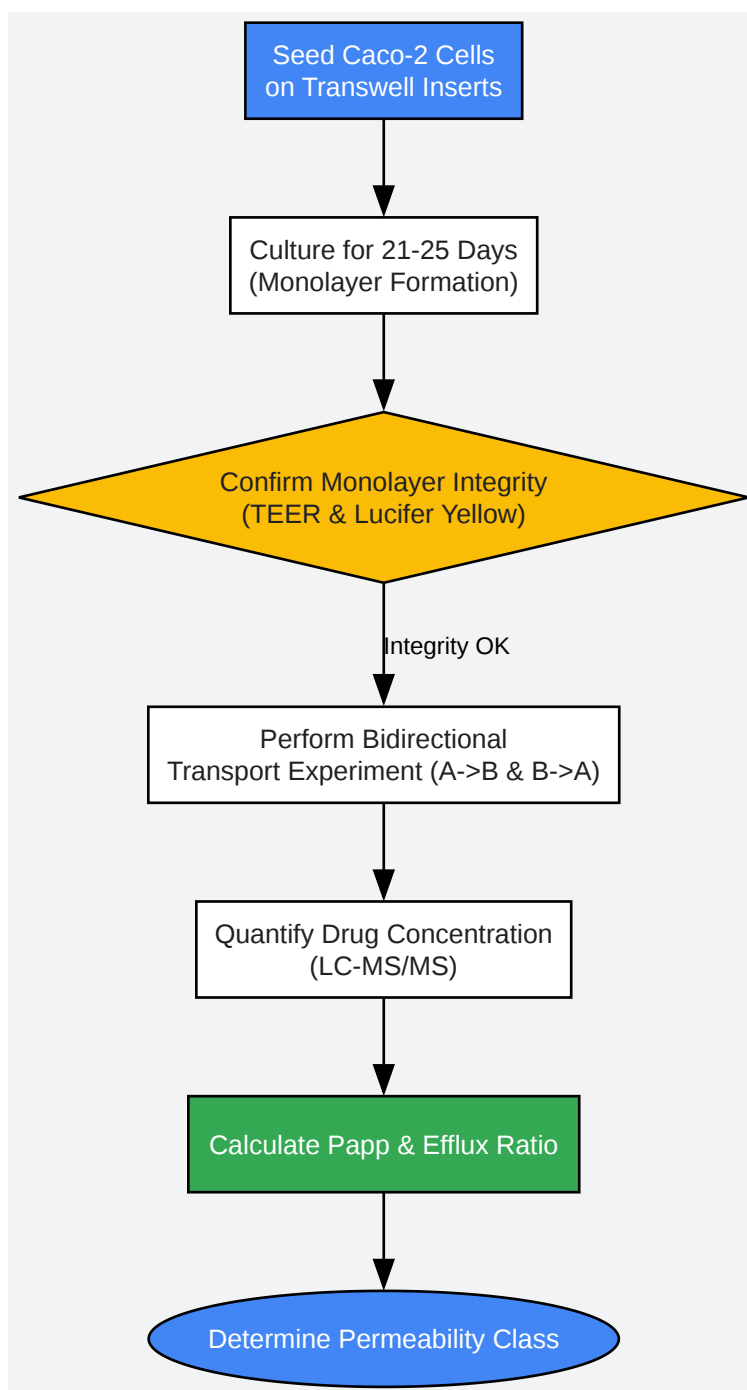 Seed Caco-2 Cells
on Transwell Inserts
Culture for 21-25 Days
(Monolayer Formation)
Confirm Monolayer Integrity
(TEER & Lucifer Yellow)
Integrity OK
Perform Bidirectional
Transport Experiment (A->B & B->A)
Quantify Drug Concentration
(LC-MS/MS)
Calculate Papp & Efflux Ratio
Determine Permeability Class